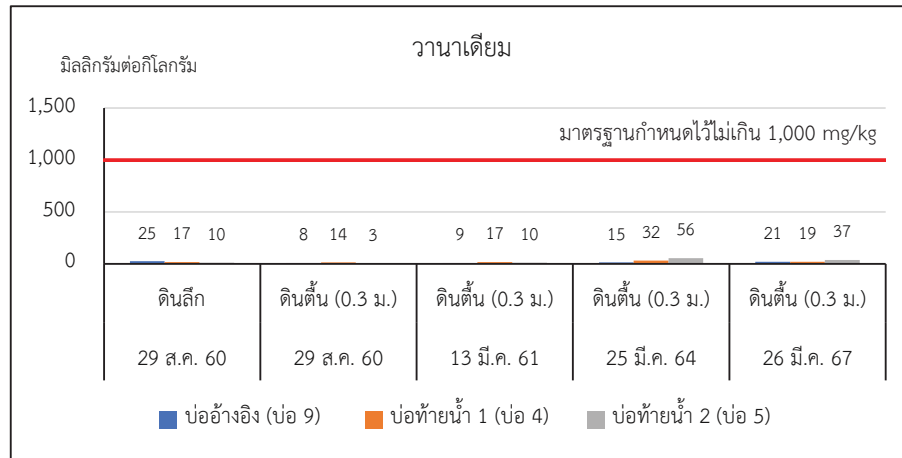 วานาเดียม
มิลลิกรัมต่อกิโลกรัม
1,500
มาตรฐานกำหนดไว้ไม่เกิน 1,000 mg/kg
1,000
500
25 17 10 8 14 3 9 17 10 15 32 56 21 19 37
0
ดินลึก ดินตื้น (0.3 ม.) ดินตื้น (0.3 ม.) ดินตื้น (0.3 ม.) ดินตื้น (0.3 ม.)
29 ส.ค. 60 29 ส.ค. 60 13 มี.ค. 61 25 มี.ค. 64 26 มี.ค. 67
บ่ออ้างอิง (บ่อ 9) บ่อท้ายน้ำ 1 (บ่อ 4) บ่อท้ายน้ำ 2 (บ่อ 5)